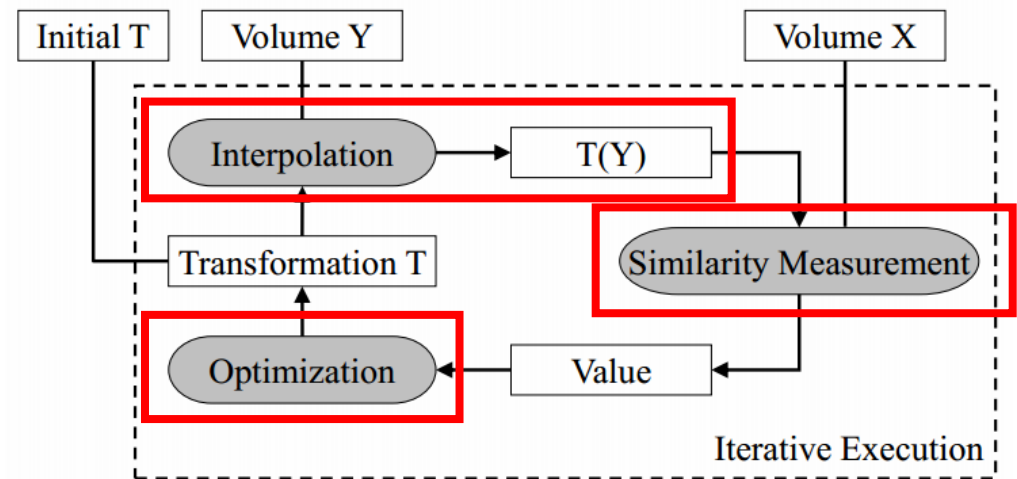 Initial T
Volume Y
Volume X
Interpolation
T(Y)
Transformation T
Similarity Measurement
Optimization
Value
Iterative Execution